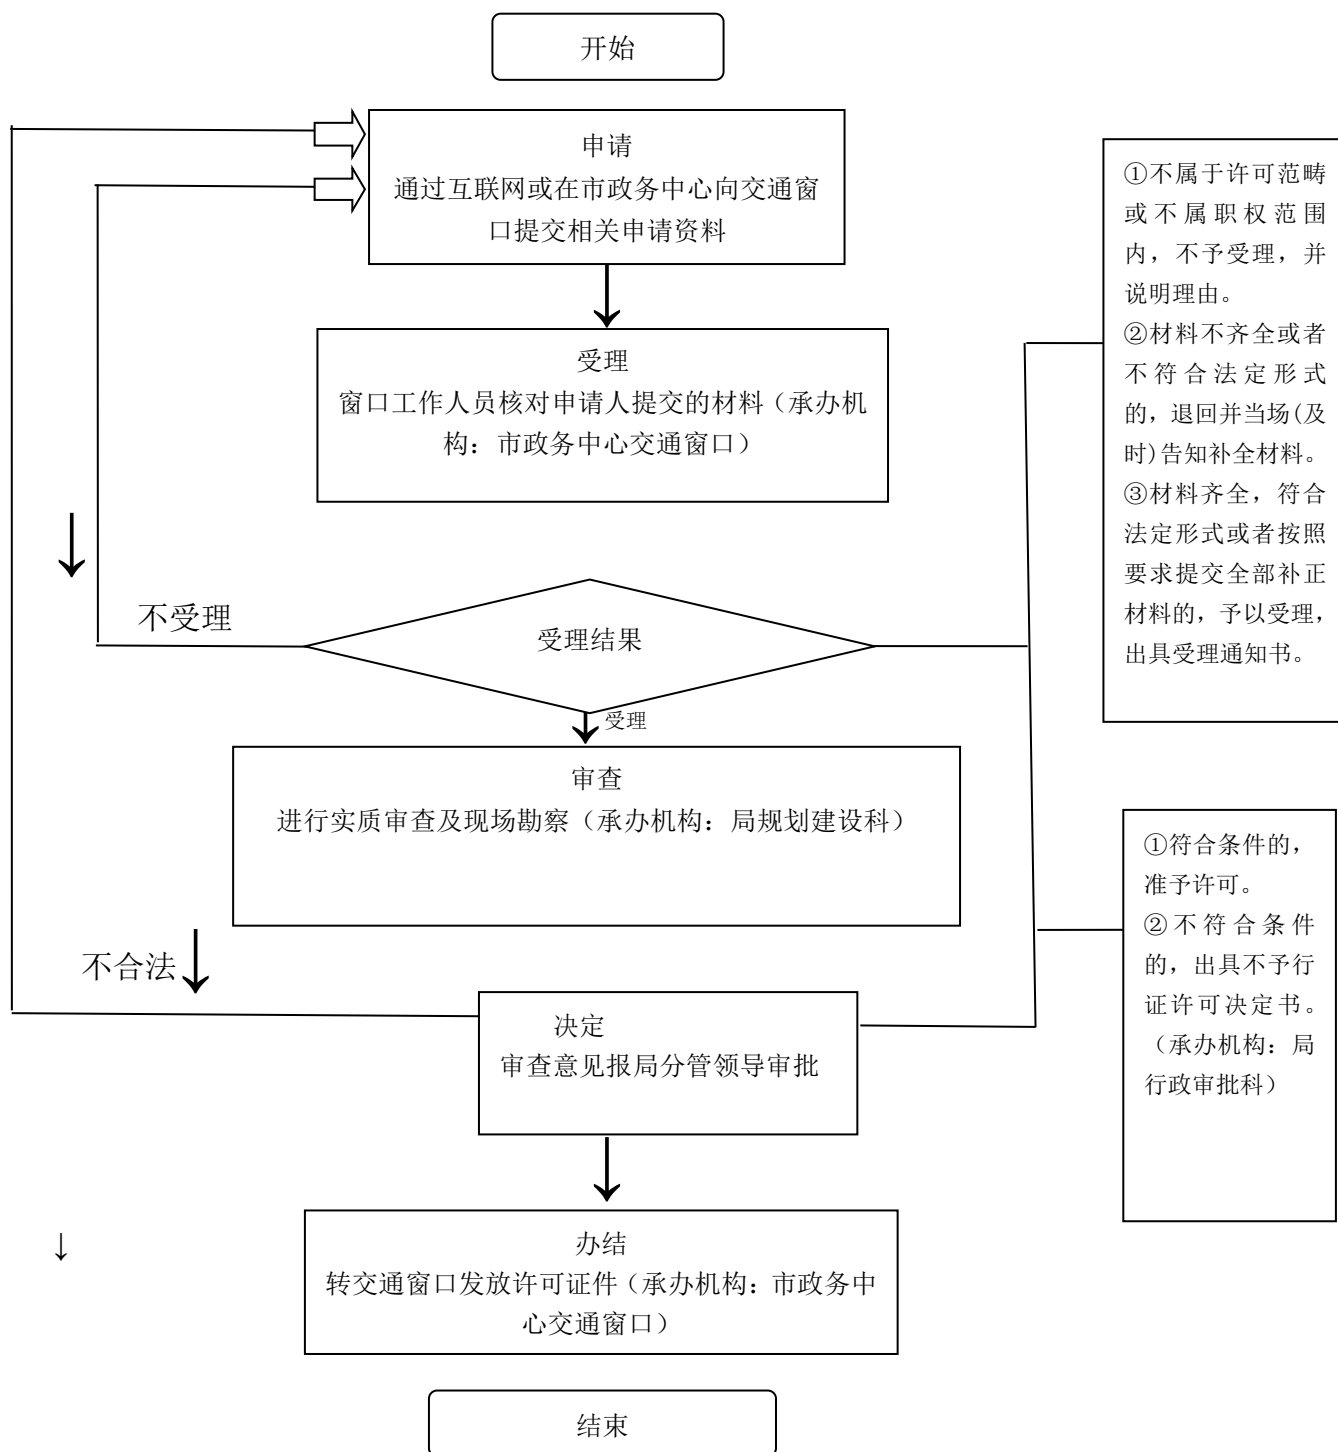 开始
申请
通过互联网或在市政务中心向交通窗
口提交相关申请资料
受理
窗口工作人员核对申请人提交的材料（承办机
构：市政务中心交通窗口）
①不属于许可范畴
或不属职权范围
内，不予受理，并
说明理由。
②材料不齐全或者
不符合法定形式
的，退回并当场(及
时)告知补全材料。
③材料齐全，符合
法定形式或者按照
要求提交全部补正
材料的，予以受理，
出具受理通知书。
↓
不受理
受理结果
受理
审查
进行实质审查及现场勘察（承办机构：局规划建设科）
①符合条件的，
准予许可。
②不符合条件
的，出具不予行
证许可决定书。
（承办机构：局
行政审批科）
不合法
决定
审查意见报局分管领导审批
↓
办结
转交通窗口发放许可证件（承办机构：市政务中
心交通窗口）
结束